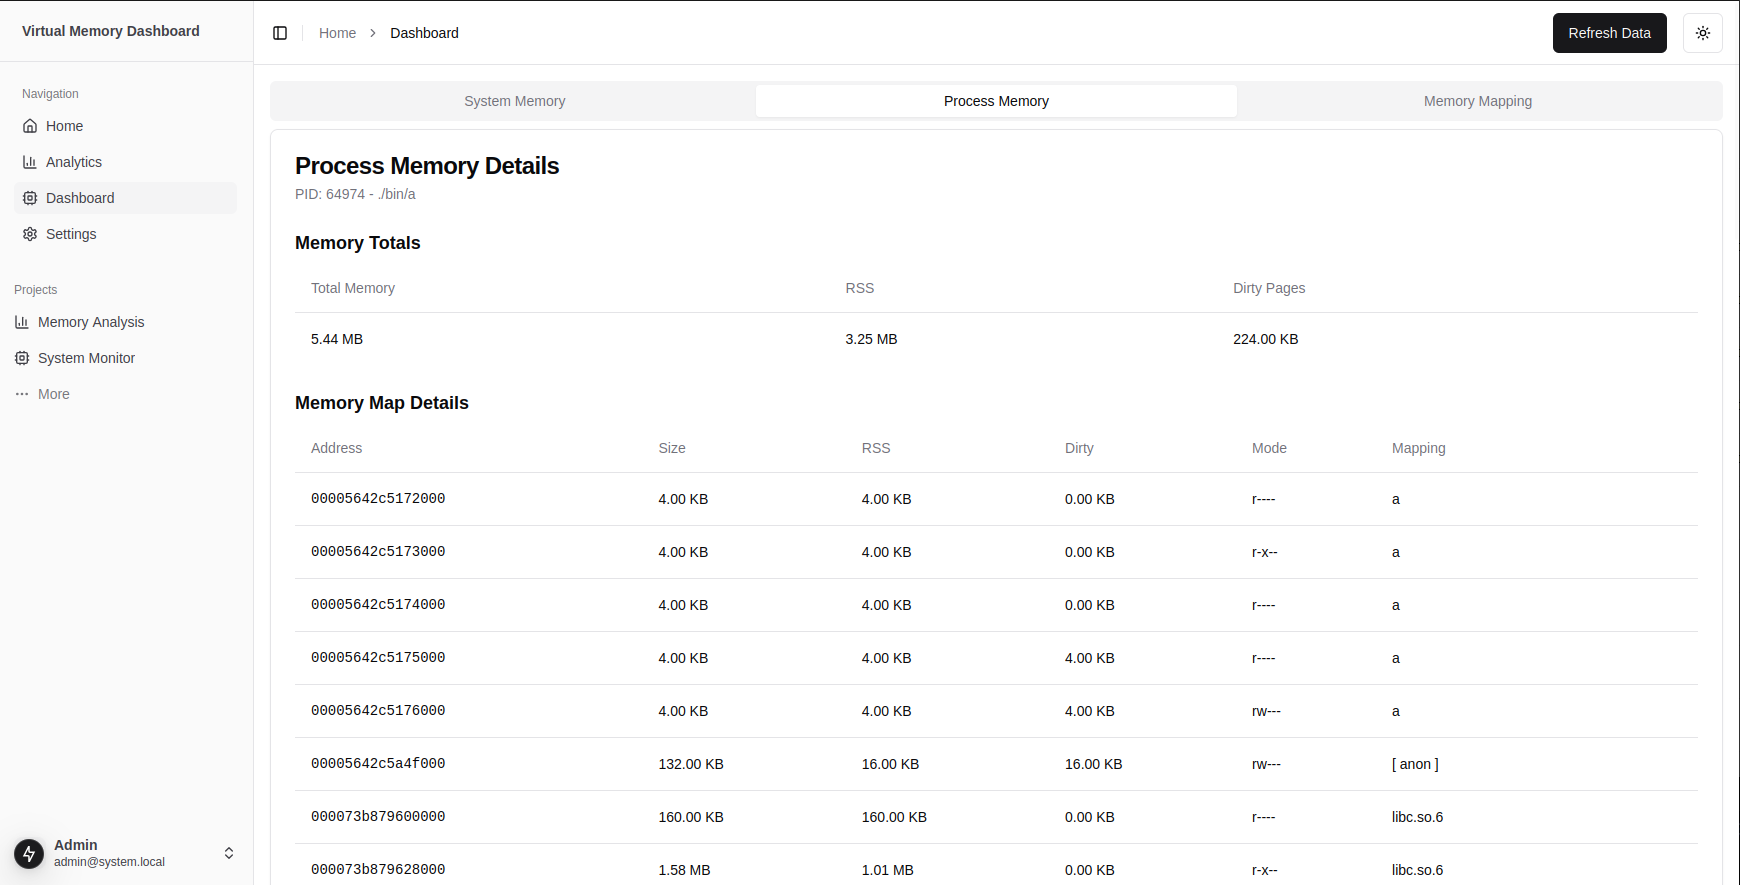 Virtual Memory Dashboard
Navigation
Home
Analytics
Dashboard
Settings
Projects
Memory Analysis
System Monitor
More
Admin
admin@system.local
Home Dashboard
Refresh Data
System Memory Process Memory Memory Mapping
Process Memory Details
PID: 64974 - ./bin/a
Memory Totals
Total Memory RSS Dirty Pages
5.44 MB 3.25 MB 224.00 KB
Memory Map Details
Address Size RSS Dirty Mode Mapping
00005642c5172000 4.00 KB 4.00 KB 0.00 KB r---- a
00005642c5173000 4.00 KB 4.00 KB 0.00 KB r-x-- a
00005642c5174000 4.00 KB 4.00 KB 0.00 KB r---- a
00005642c5175000 4.00 KB 4.00 KB 4.00 KB r---- a
00005642c5176000 4.00 KB 4.00 KB 4.00 KB rw--- a
00005642c5a4f000 132.00 KB 16.00 KB 16.00 KB rw--- [ anon ]
000073b879600000 160.00 KB 160.00 KB 0.00 KB r---- libc.so.6
000073b879628000 1.58 MB 1.01 MB 0.00 KB r-x-- libc.so.6